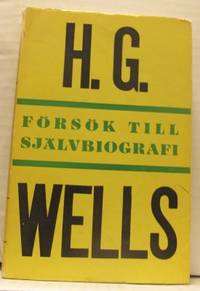 H. G.
FÖRSÖK TILL
SJÄLVBIOGRAFI
WELLS